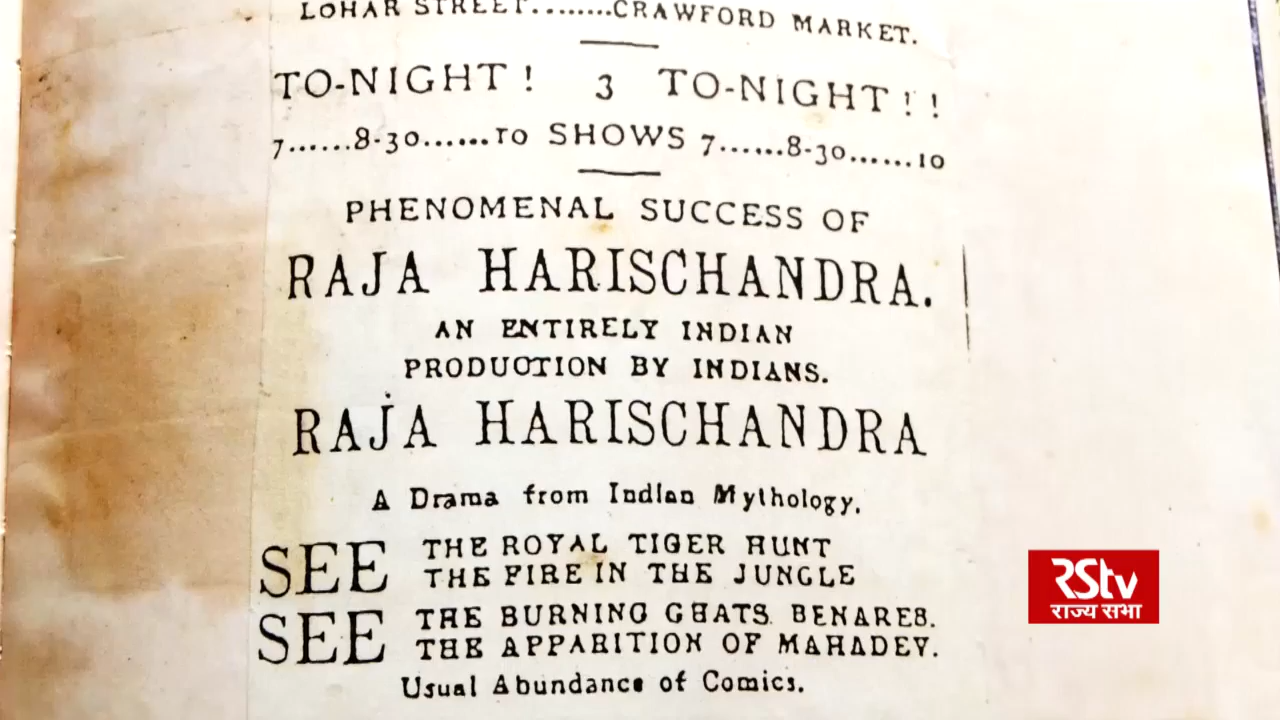 LOHAR STREET........CRAWFORD MARKET.
TO-NIGHT! 3 TO-NIGHT!!
7......8-30......10 SHOWS 7......8-30......10
PHENOMENAL SUCCESS OF
RAJA HARISCHANDRA.
AN ENTIRELY INDIAN
PRODUCTION BY INDIANS.
RAJA HARISCHANDRA
A Drama from Indian Mythology.
SEE THE ROYAL TIGER HUNT
THE FIRE IN THE JUNGLE
SEE THE BURNING GHATS BENARES.
THE APPARITION OF MAHADEV.
Usual Abundance of Comics.
RStv
राज्य सभा